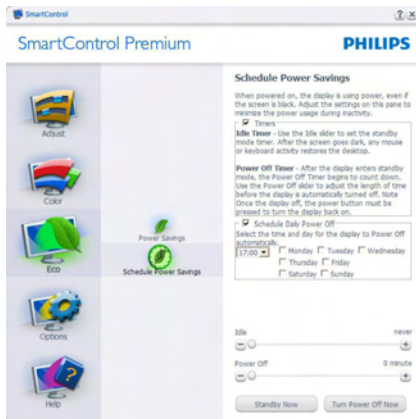 SmartControl
SmartControl Premium
PHILIPS
Adjust
Color
Eco
Options
Help
Power Savings
Schedule Power Savings
Schedule Power Savings
When powered on, the display is using power, even if
the screen is black. Adjust the settings on this pane to
minimize the power usage during inactivity.
Timers
Idle Timer - Use the Idle slider to set the standby
mode timer. After the screen goes dark, any mouse
or keyboard activity restores the desktop.
Power Off Timer - After the display enters standby
mode, the Power Off Timer begins to count down.
Use the Power Off slider to adjust the length of time
before the display is automatically turned off. Note
Once the display off, the power button must be
pressed to turn the display back on.
Schedule Daily Power Off
Select the time and day for the display to Power Off
automatically.
17:00 Monday Tuesday Wednesday
Thursday Friday
Saturday Sunday
Idle never
Power Off 0 minute
Standby Now Turn Power Off Now